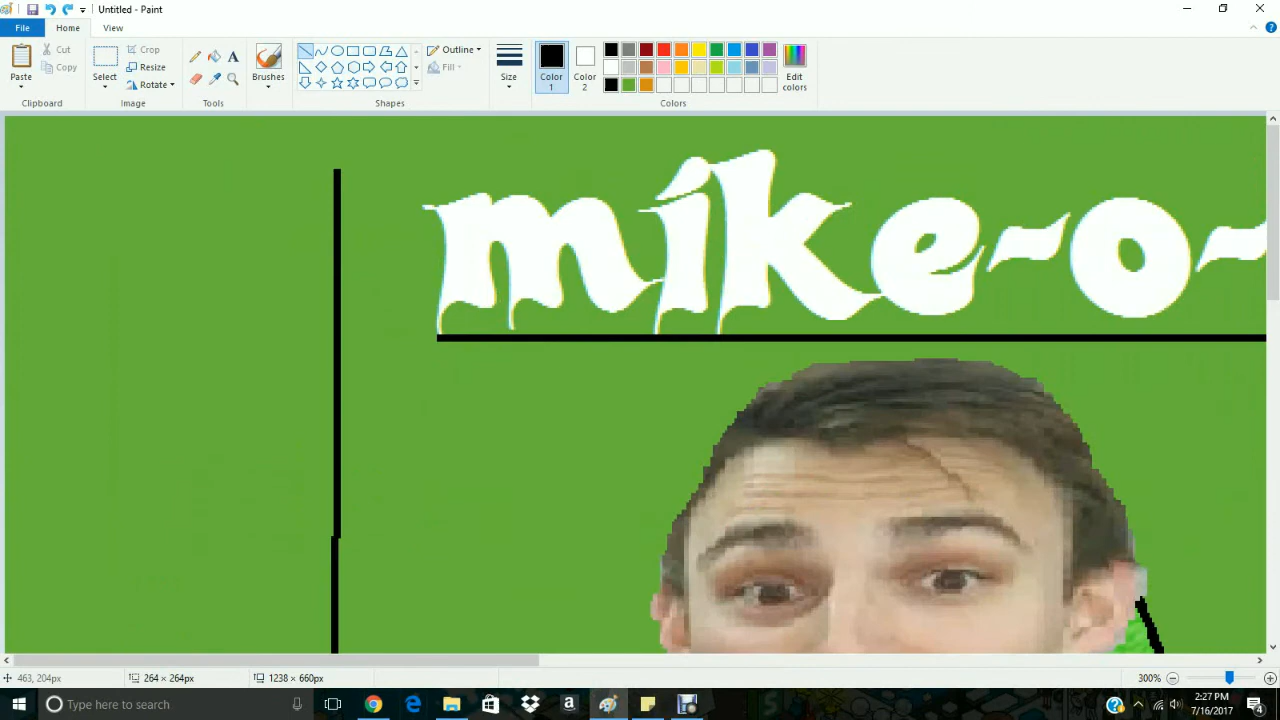 Untitled - Paint
File Home View
Paste Cut Copy Clipboard
Select Crop Resize Rotate Image
Tools
Brushes
Outline Fill Shapes
Size
Color 1 Color 2 Edit colors Colors
mike-o-
463, 204px 264 × 264px 1238 × 660px 300%
Type here to search
2:27 PM
7/16/2017